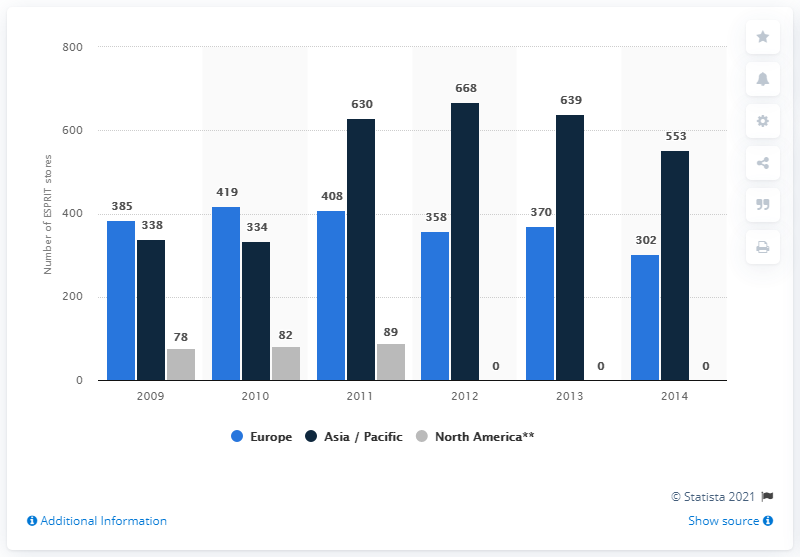 800
600
400
200
0
Number of ESPRIT stores
385 338 78
419 334 82
408 630 89
358 668 0
370 639 0
302 553 0
2009 2010 2011 2012 2013 2014
Europe Asia / Pacific North America**
© Statista 2021
Additional Information Show source